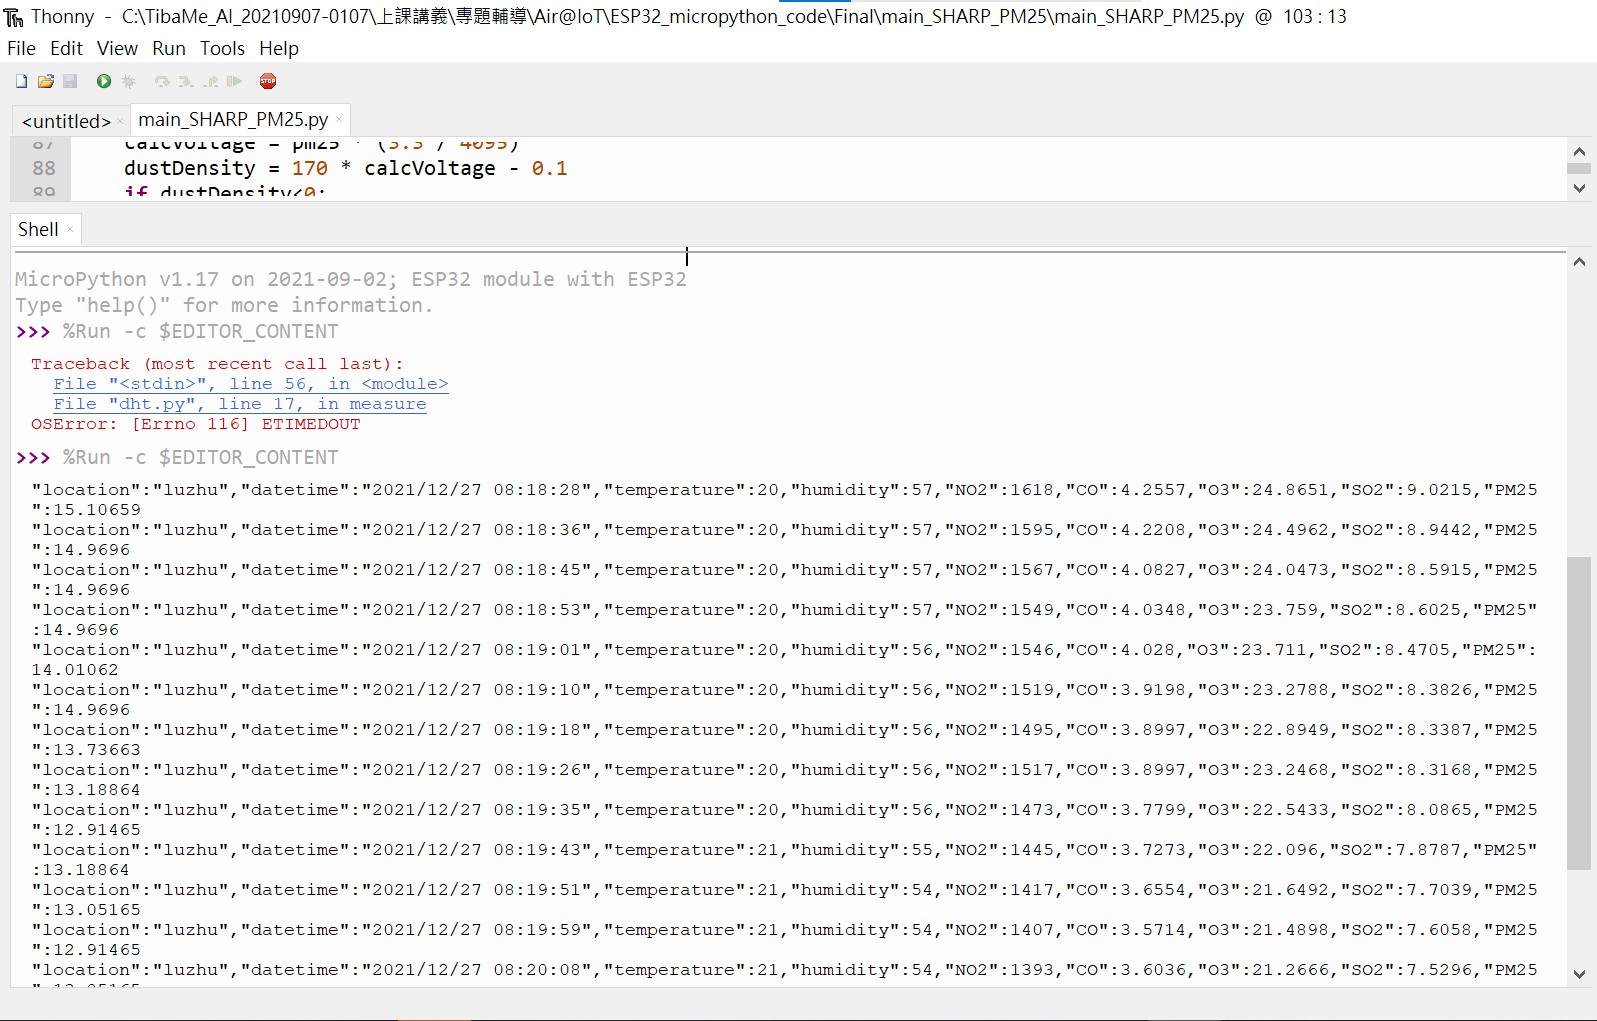 Thonny - C:\TibaMe_AI_20210907-0107\上課講義\專題輔導\Air@IoT\ESP32_micropython_code\Final\main_SHARP_PM25\main_SHARP_PM25.py @ 103 : 13
File Edit View Run Tools Help
STOP
<untitled> × main_SHARP_PM25.py ×
87 calcVoltage = pm25 * (3.3 / 4095)
88 dustDensity = 170 * calcVoltage - 0.1
89 if dustDensity<0:
Shell ×
MicroPython v1.17 on 2021-09-02; ESP32 module with ESP32
Type "help()" for more information.
>>> %Run -c $EDITOR_CONTENT
Traceback (most recent call last):
File "<stdin>", line 56, in <module>
File "dht.py", line 17, in measure
OSError: [Errno 116] ETIMEDOUT
>>> %Run -c $EDITOR_CONTENT
"location":"luzhu","datetime":"2021/12/27 08:18:28","temperature":20,"humidity":57,"NO2":1618,"CO":4.2557,"O3":24.8651,"SO2":9.0215,"PM25
":15.10659
"location":"luzhu","datetime":"2021/12/27 08:18:36","temperature":20,"humidity":57,"NO2":1595,"CO":4.2208,"O3":24.4962,"SO2":8.9442,"PM25
":14.9696
"location":"luzhu","datetime":"2021/12/27 08:18:45","temperature":20,"humidity":57,"NO2":1567,"CO":4.0827,"O3":24.0473,"SO2":8.5915,"PM25
":14.9696
"location":"luzhu","datetime":"2021/12/27 08:18:53","temperature":20,"humidity":57,"NO2":1549,"CO":4.0348,"O3":23.759,"SO2":8.6025,"PM25"
:14.9696
"location":"luzhu","datetime":"2021/12/27 08:19:01","temperature":20,"humidity":56,"NO2":1546,"CO":4.028,"O3":23.711,"SO2":8.4705,"PM25":
14.01062
"location":"luzhu","datetime":"2021/12/27 08:19:10","temperature":20,"humidity":56,"NO2":1519,"CO":3.9198,"O3":23.2788,"SO2":8.3826,"PM25
":14.9696
"location":"luzhu","datetime":"2021/12/27 08:19:18","temperature":20,"humidity":56,"NO2":1495,"CO":3.8997,"O3":22.8949,"SO2":8.3387,"PM25
":13.73663
"location":"luzhu","datetime":"2021/12/27 08:19:26","temperature":20,"humidity":56,"NO2":1517,"CO":3.8997,"O3":23.2468,"SO2":8.3168,"PM25
":13.18864
"location":"luzhu","datetime":"2021/12/27 08:19:35","temperature":20,"humidity":56,"NO2":1473,"CO":3.7799,"O3":22.5433,"SO2":8.0865,"PM25
":12.91465
"location":"luzhu","datetime":"2021/12/27 08:19:43","temperature":21,"humidity":55,"NO2":1445,"CO":3.7273,"O3":22.096,"SO2":7.8787,"PM25"
:13.18864
"location":"luzhu","datetime":"2021/12/27 08:19:51","temperature":21,"humidity":54,"NO2":1417,"CO":3.6554,"O3":21.6492,"SO2":7.7039,"PM25
":13.05165
"location":"luzhu","datetime":"2021/12/27 08:19:59","temperature":21,"humidity":54,"NO2":1407,"CO":3.5714,"O3":21.4898,"SO2":7.6058,"PM25
":12.91465
"location":"luzhu","datetime":"2021/12/27 08:20:08","temperature":21,"humidity":54,"NO2":1393,"CO":3.6036,"O3":21.2666,"SO2":7.5296,"PM25